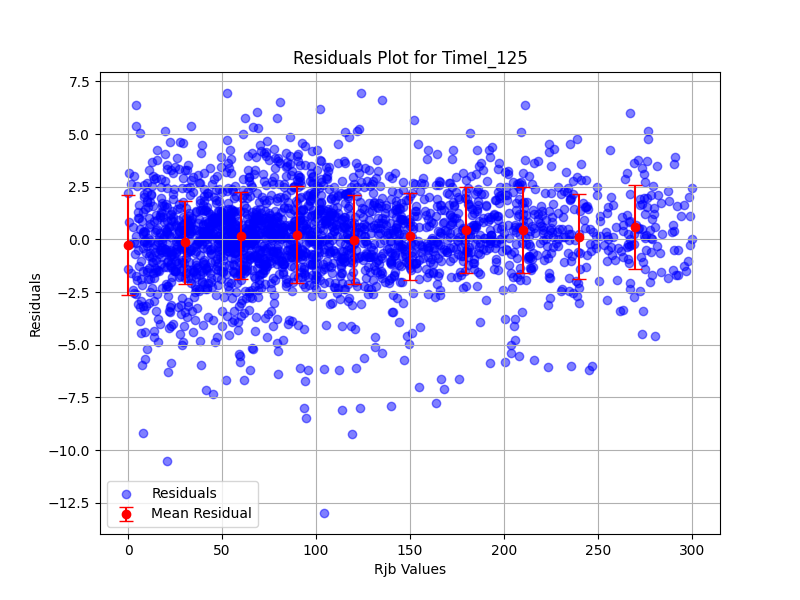 Residuals Plot for TimeI_125
7.5
5.0
2.5
0.0
−2.5
−5.0
−7.5
−10.0
−12.5
Residuals
Residuals
Mean Residual
0 50 100 150 200 250 300
Rjb Values